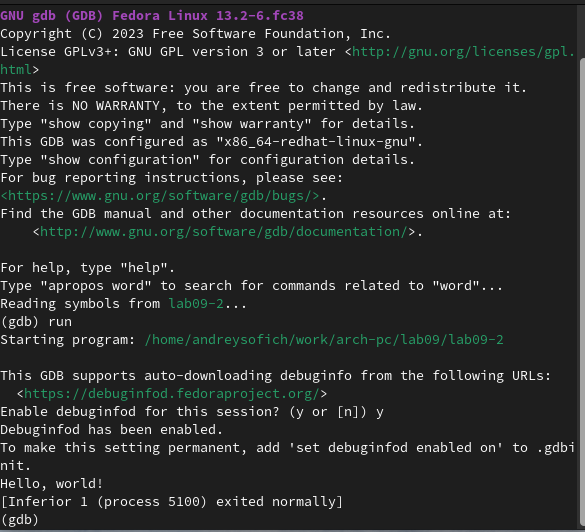 GNU gdb (GDB) Fedora Linux 13.2-6.fc38
Copyright (C) 2023 Free Software Foundation, Inc.
License GPLv3+: GNU GPL version 3 or later <http://gnu.org/licenses/gpl.
html>
This is free software: you are free to change and redistribute it.
There is NO WARRANTY, to the extent permitted by law.
Type "show copying" and "show warranty" for details.
This GDB was configured as "x86_64-redhat-linux-gnu".
Type "show configuration" for configuration details.
For bug reporting instructions, please see:
<https://www.gnu.org/software/gdb/bugs/>.
Find the GDB manual and other documentation resources online at:
    <http://www.gnu.org/software/gdb/documentation/>.

For help, type "help".
Type "apropos word" to search for commands related to "word"...
Reading symbols from lab09-2...
(gdb) run
Starting program: /home/andreysofich/work/arch-pc/lab09/lab09-2

This GDB supports auto-downloading debuginfo from the following URLs:
  <https://debuginfod.fedoraproject.org/>
Enable debuginfod for this session? (y or [n]) y
Debuginfod has been enabled.
To make this setting permanent, add 'set debuginfod enabled on' to .gdbi
nit.
Hello, world!
[Inferior 1 (process 5100) exited normally]
(gdb)